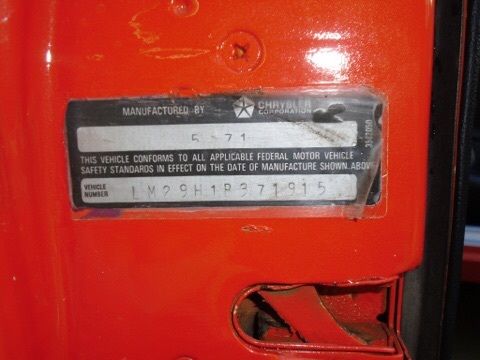 MANUFACTURED BY CHRYSLER CORPORATION
5 71
THIS VEHICLE CONFORMS TO ALL APPLICABLE FEDERAL MOTOR VEHICLE
SAFETY STANDARDS IN EFFECT ON THE DATE OF MANUFACTURE SHOWN ABOVE
VEHICLE NUMBER LM29H1R371915